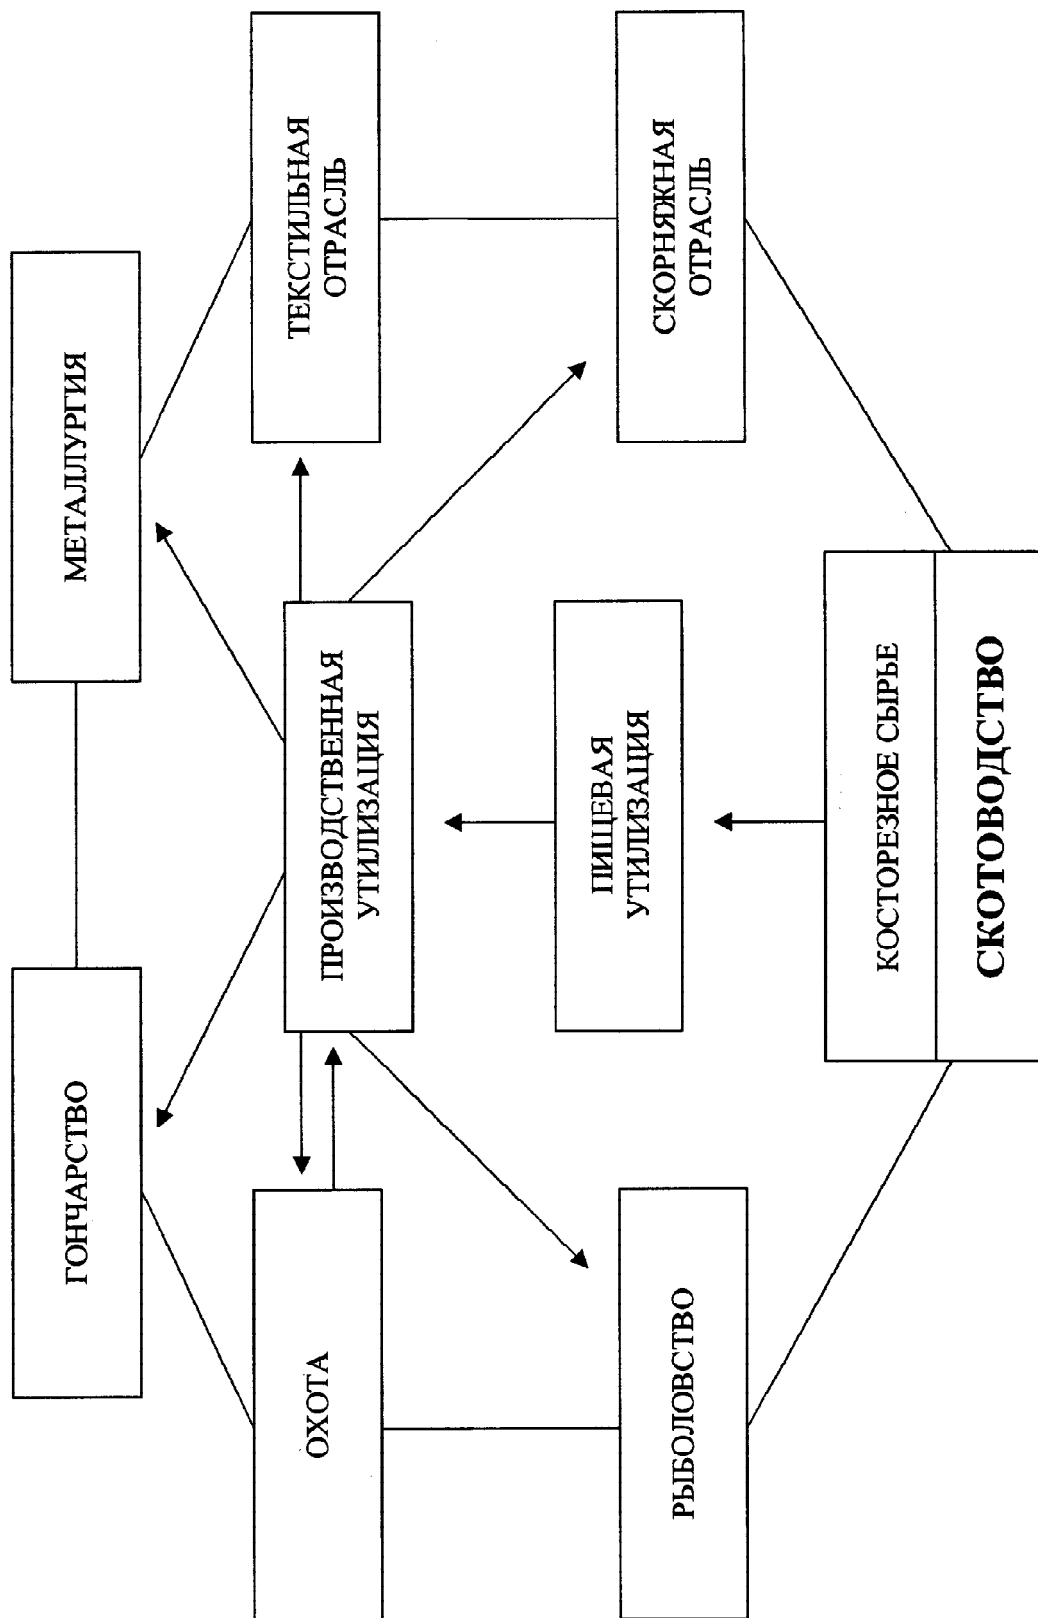 ГОНЧАРСТВО
МЕТАЛЛУРГИЯ
ОХОТА
ПРОИЗВОДСТВЕННАЯ
УТИЛИЗАЦИЯ
ТЕКСТИЛЬНАЯ
ОТРАСЛЬ
ПИЩЕВАЯ
УТИЛИЗАЦИЯ
РЫБОЛОВСТВО
СКОРНЯЖНАЯ
ОТРАСЛЬ
КОСТОРЕЗНОЕ СЫРЬЕ
СКОТОВОДСТВО